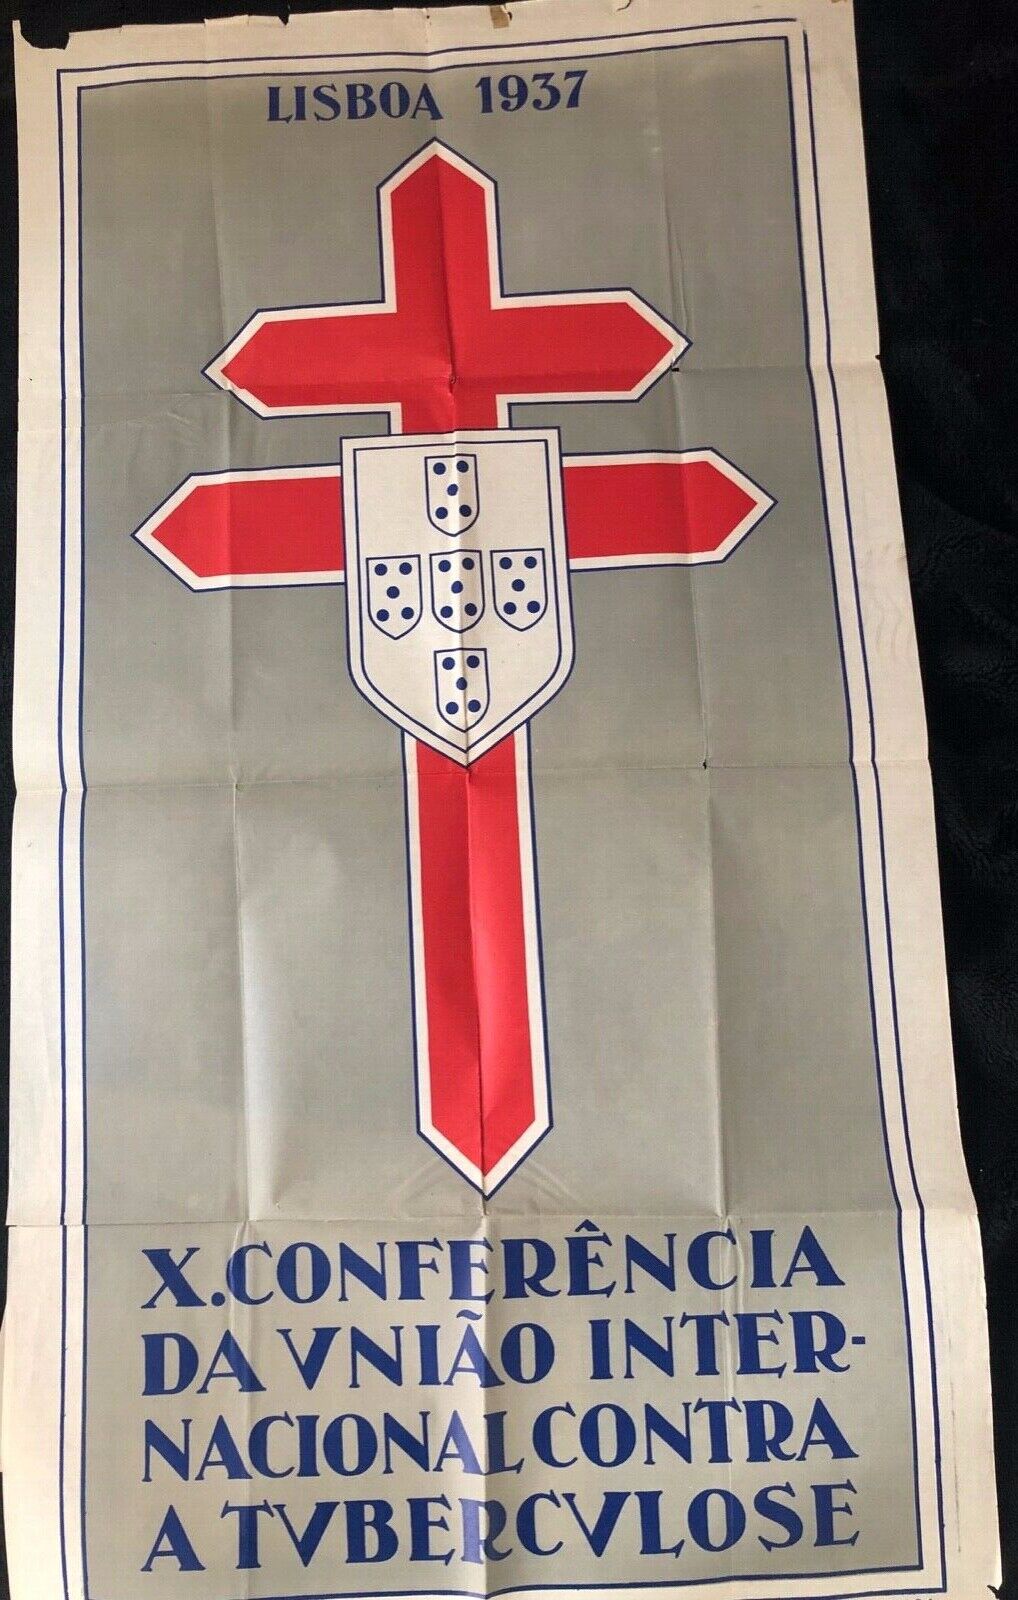 LISBOA 1937
X. CONFERÊNCIA
DA VNIÃO INTER-
NACIONAL CONTRA
A TVBERCVLOSE